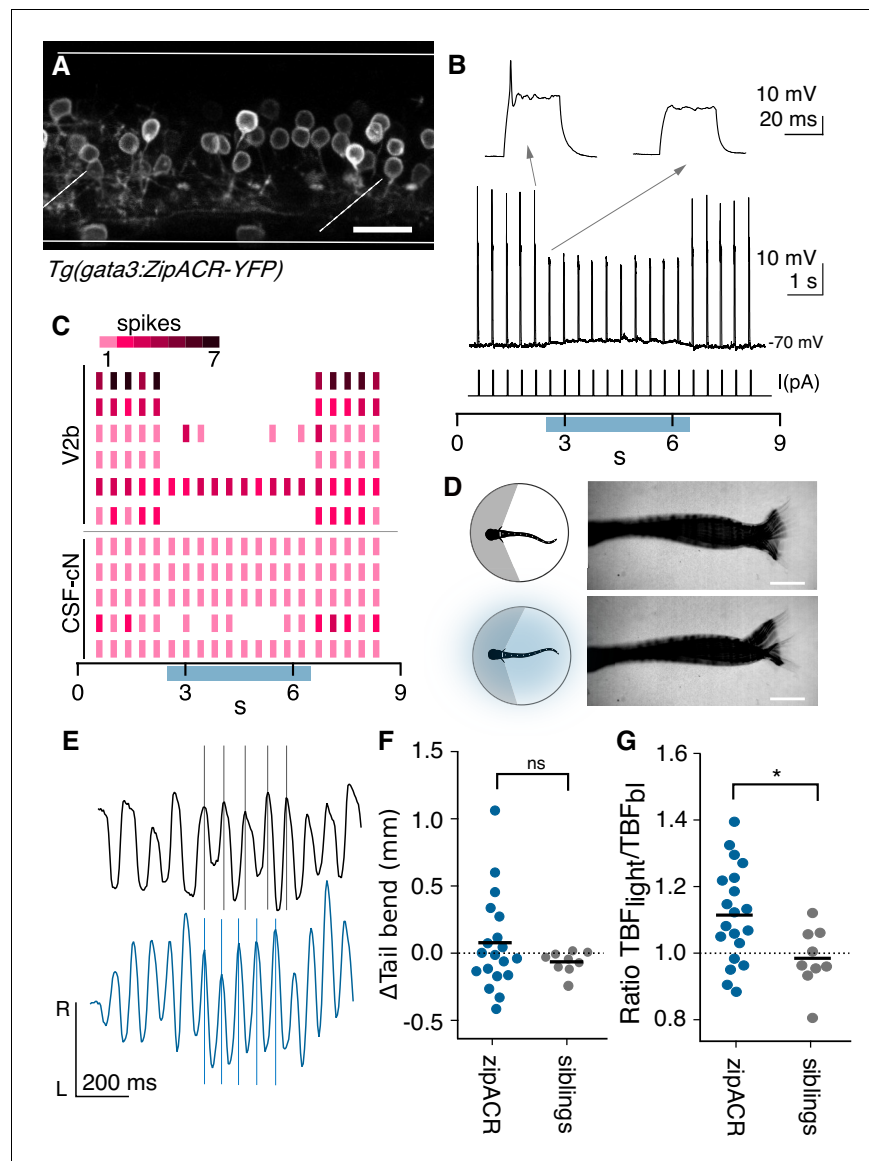 A
Tg(gata3:ZipACR-YFP)
B
10 mV
20 ms
10 mV
1 s
-70 mV
I(pA)
0 3 6 9
s
C
spikes
1 7
V2b
CSF-cN
0 3 6 9
s
D
E
R
L
200 ms
F
ΔTail bend (mm)
1.5
1.0
0.5
0.0
-0.5
ns
zipACR
siblings
G
Ratio TBFlight/TBFbl
1.6
1.4
1.2
1.0
0.8
*
zipACR
siblings